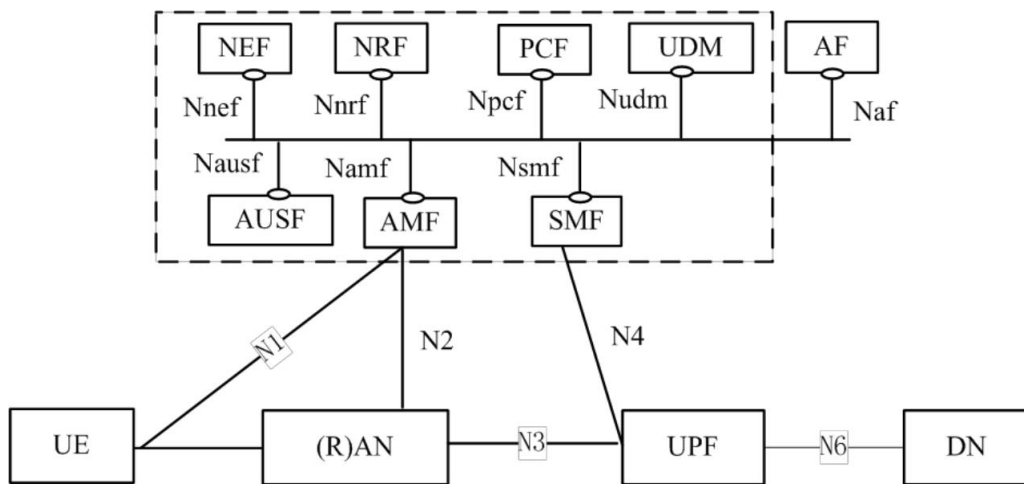 NEF
NRF
PCF
UDM
AF
Nnef
Nnrf
Npcf
Nudm
Naf
Nausf
Namf
Nsmf
AUSF
AMF
SMF
N1
N2
N4
UE
(R)AN
N3
UPF
N6
DN